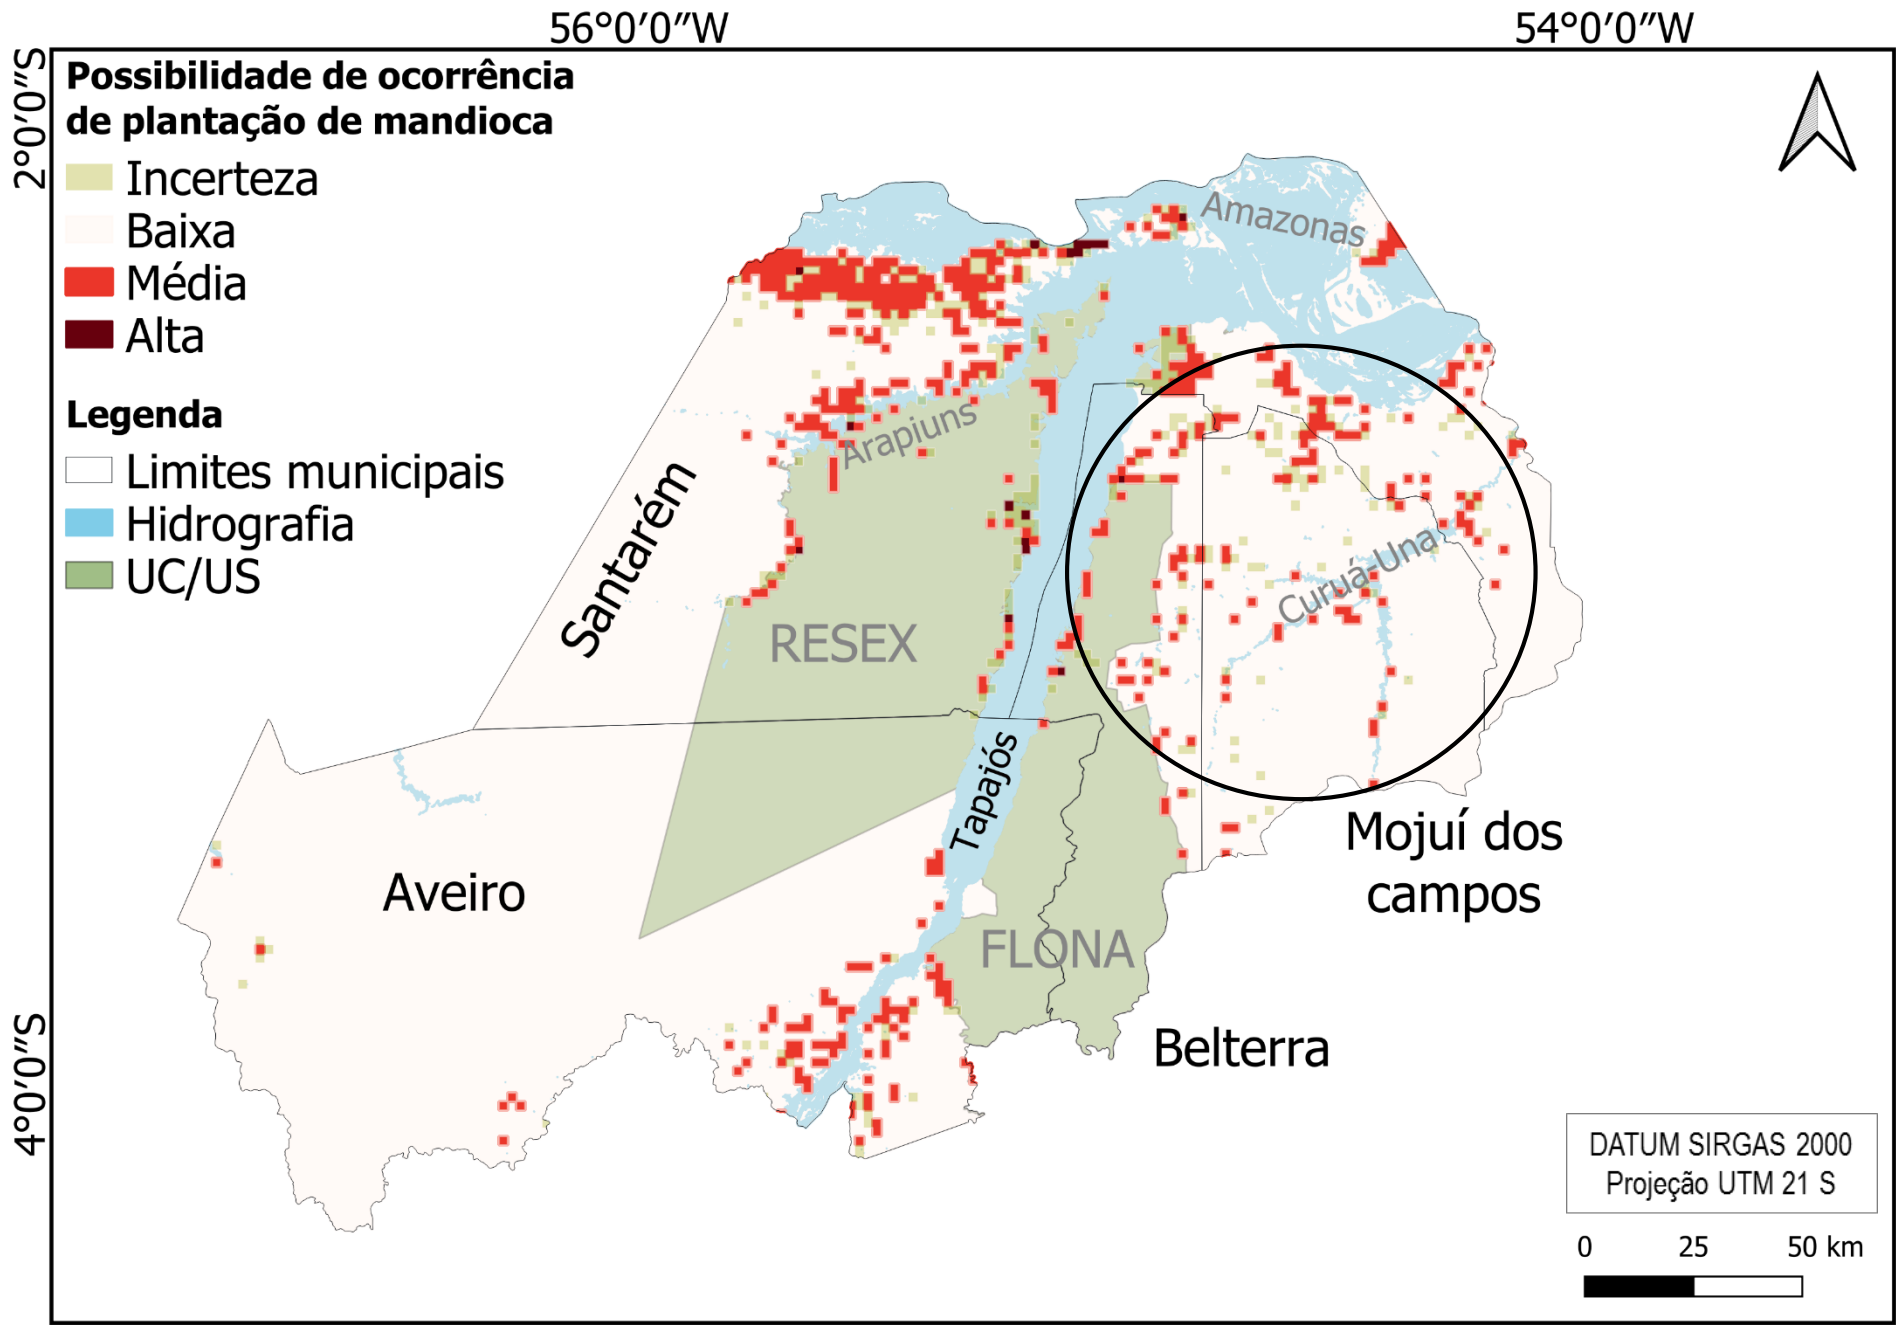 56°0′0″W
54°0′0″W
2°0′0″S
4°0′0″S
Possibilidade de ocorrência
de plantação de mandioca
Incerteza
Baixa
Média
Alta
Legenda
Limites municipais
Hidrografia
UC/US
Amazonas
Arapiuns
Santarém
RESEX
Curuá-Una
Tapajós
Aveiro
Mojuí dos
campos
FLONA
Belterra
DATUM SIRGAS 2000
Projeção UTM 21 S
0 25 50 km